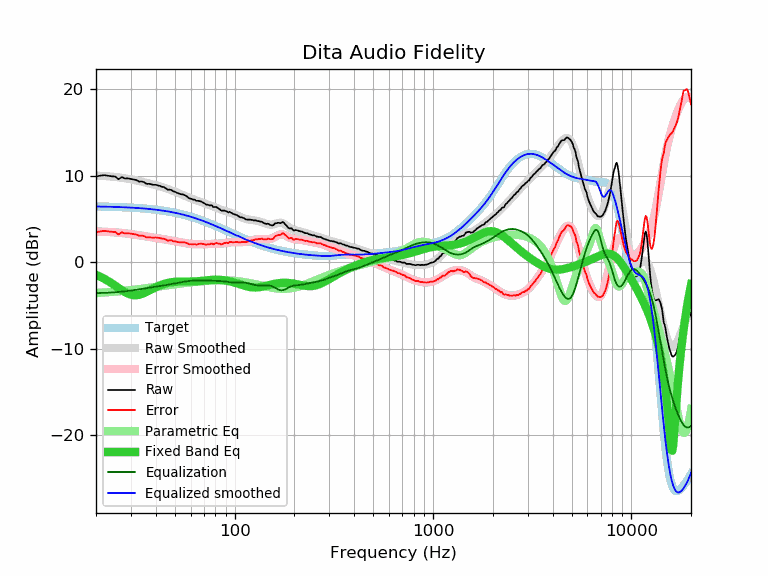 Dita Audio Fidelity
20
10
0
−10
−20
Amplitude (dBr)
Target
Raw Smoothed
Error Smoothed
Raw
Error
Parametric Eq
Fixed Band Eq
Equalization
Equalized smoothed
100
1000
10000
Frequency (Hz)